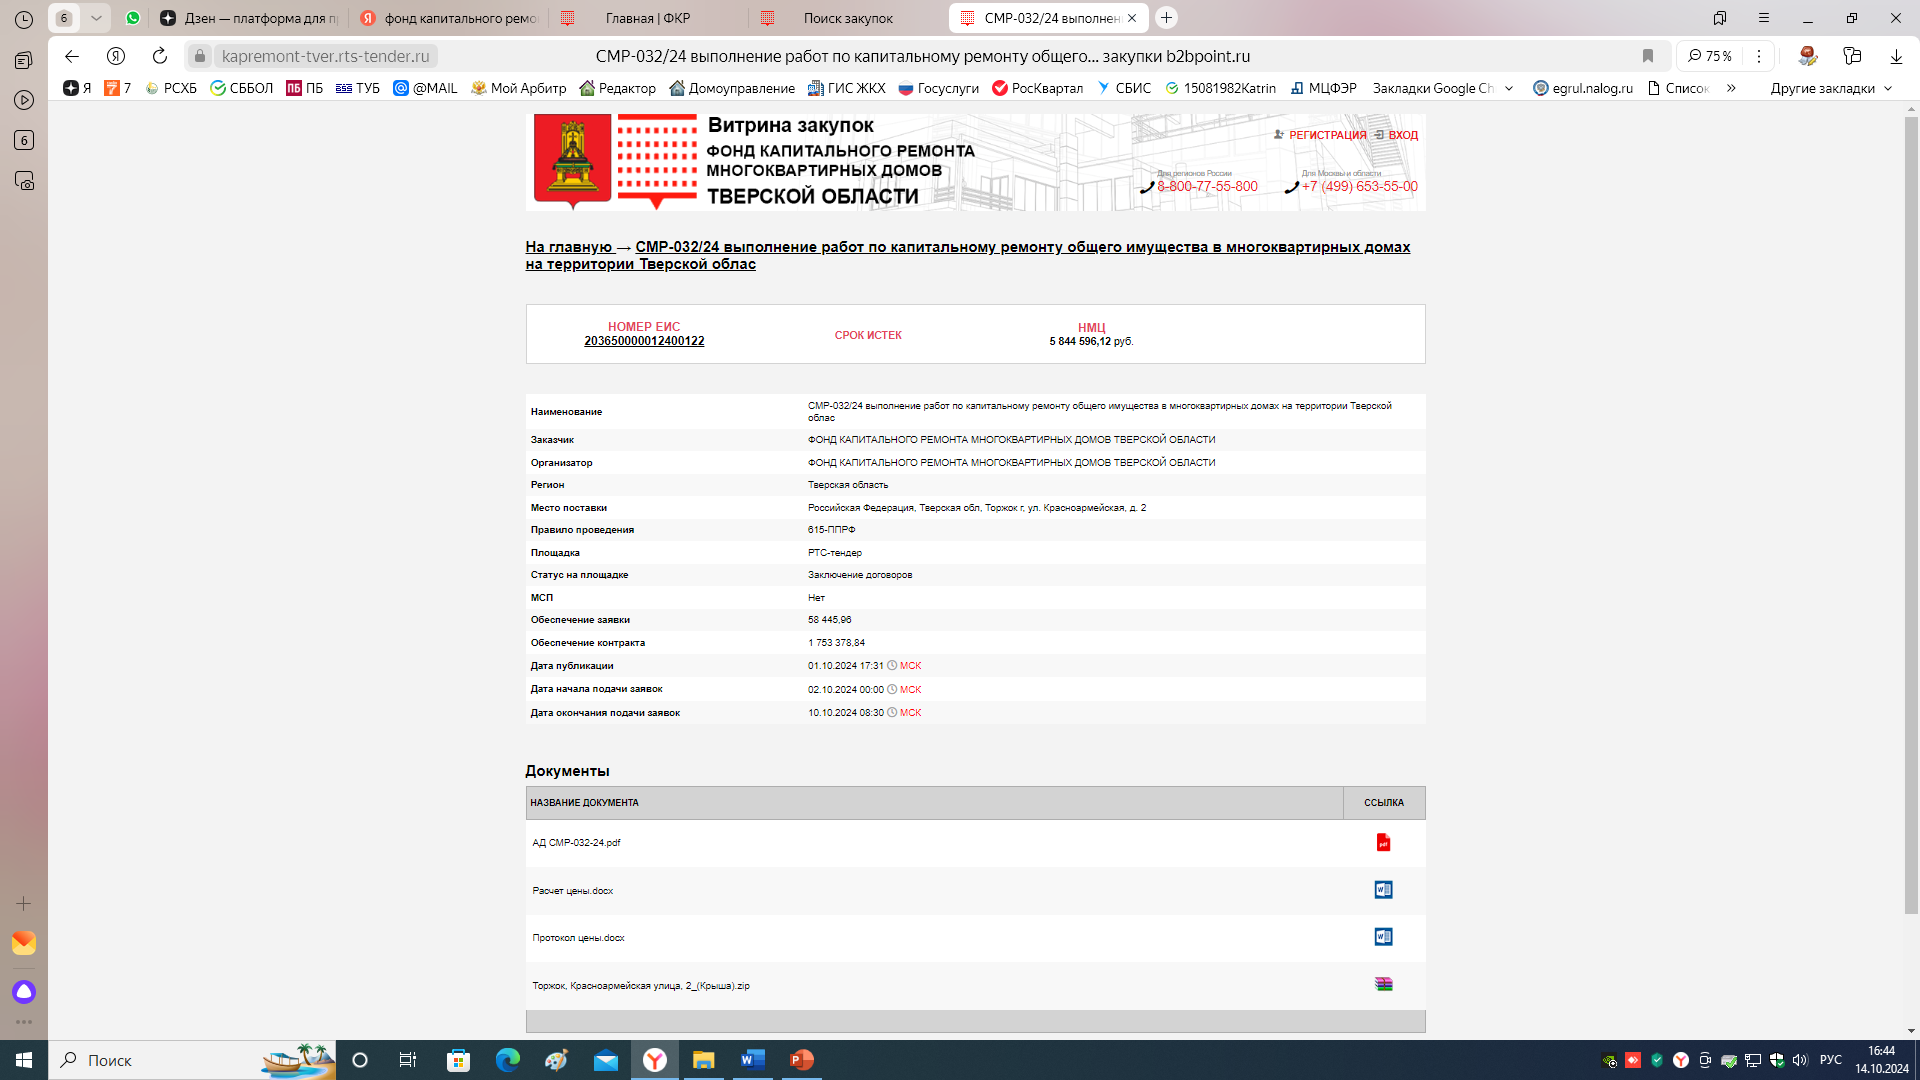 6
Дзен — платформа для п
фонд капитального ремо
Главная | ФКР
Поиск закупок
СМР-032/24 выполнен
kapremont-tver.rts-tender.ru
СМР-032/24 выполнение работ по капитальному ремонту общего... закупки b2bpoint.ru
75 %
Я
7
РСХБ
СББОЛ
ПБ ПБ
ТУБ
@MAIL
Мой Арбитр
Редактор
Домоуправление
ГИС ЖКХ
Госуслуги
РосКвартал
СБИС
15081982Katrin
МЦФЭР
Закладки Google Ch
egrul.nalog.ru
Список
»
Другие закладки
6
Витрина закупок
ФОНД КАПИТАЛЬНОГО РЕМОНТА
МНОГОКВАРТИРНЫХ ДОМОВ
ТВЕРСКОЙ ОБЛАСТИ
РЕГИСТРАЦИЯ
ВХОД
Для регионов России
8-800-77-55-800
Для Москвы и области
+7 (499) 653-55-00
На главную → СМР-032/24 выполнение работ по капитальному ремонту общего имущества в многоквартирных домах
на территории Тверской облас
НОМЕР ЕИС
203650000012400122
СРОК ИСТЕК
НМЦ
5 844 596,12 руб.
Наименование
СМР-032/24 выполнение работ по капитальному ремонту общего имущества в многоквартирных домах на территории Тверской
облас
Заказчик
ФОНД КАПИТАЛЬНОГО РЕМОНТА МНОГОКВАРТИРНЫХ ДОМОВ ТВЕРСКОЙ ОБЛАСТИ
Организатор
ФОНД КАПИТАЛЬНОГО РЕМОНТА МНОГОКВАРТИРНЫХ ДОМОВ ТВЕРСКОЙ ОБЛАСТИ
Регион
Тверская область
Место поставки
Российская Федерация, Тверская обл, Торжок г, ул. Красноармейская, д. 2
Правило проведения
615-ППРФ
Площадка
РТС-тендер
Статус на площадке
Заключение договоров
МСП
Нет
Обеспечение заявки
58 445,96
Обеспечение контракта
1 753 378,84
Дата публикации
01.10.2024 17:31 МСК
Дата начала подачи заявок
02.10.2024 00:00 МСК
Дата окончания подачи заявок
10.10.2024 08:30 МСК
Документы
НАЗВАНИЕ ДОКУМЕНТА
ССЫЛКА
АД СМР-032-24.pdf
Расчет цены.docx
Протокол цены.docx
Торжок, Красноармейская улица, 2_(Крыша).zip
Поиск
РУС
16:44
14.10.2024